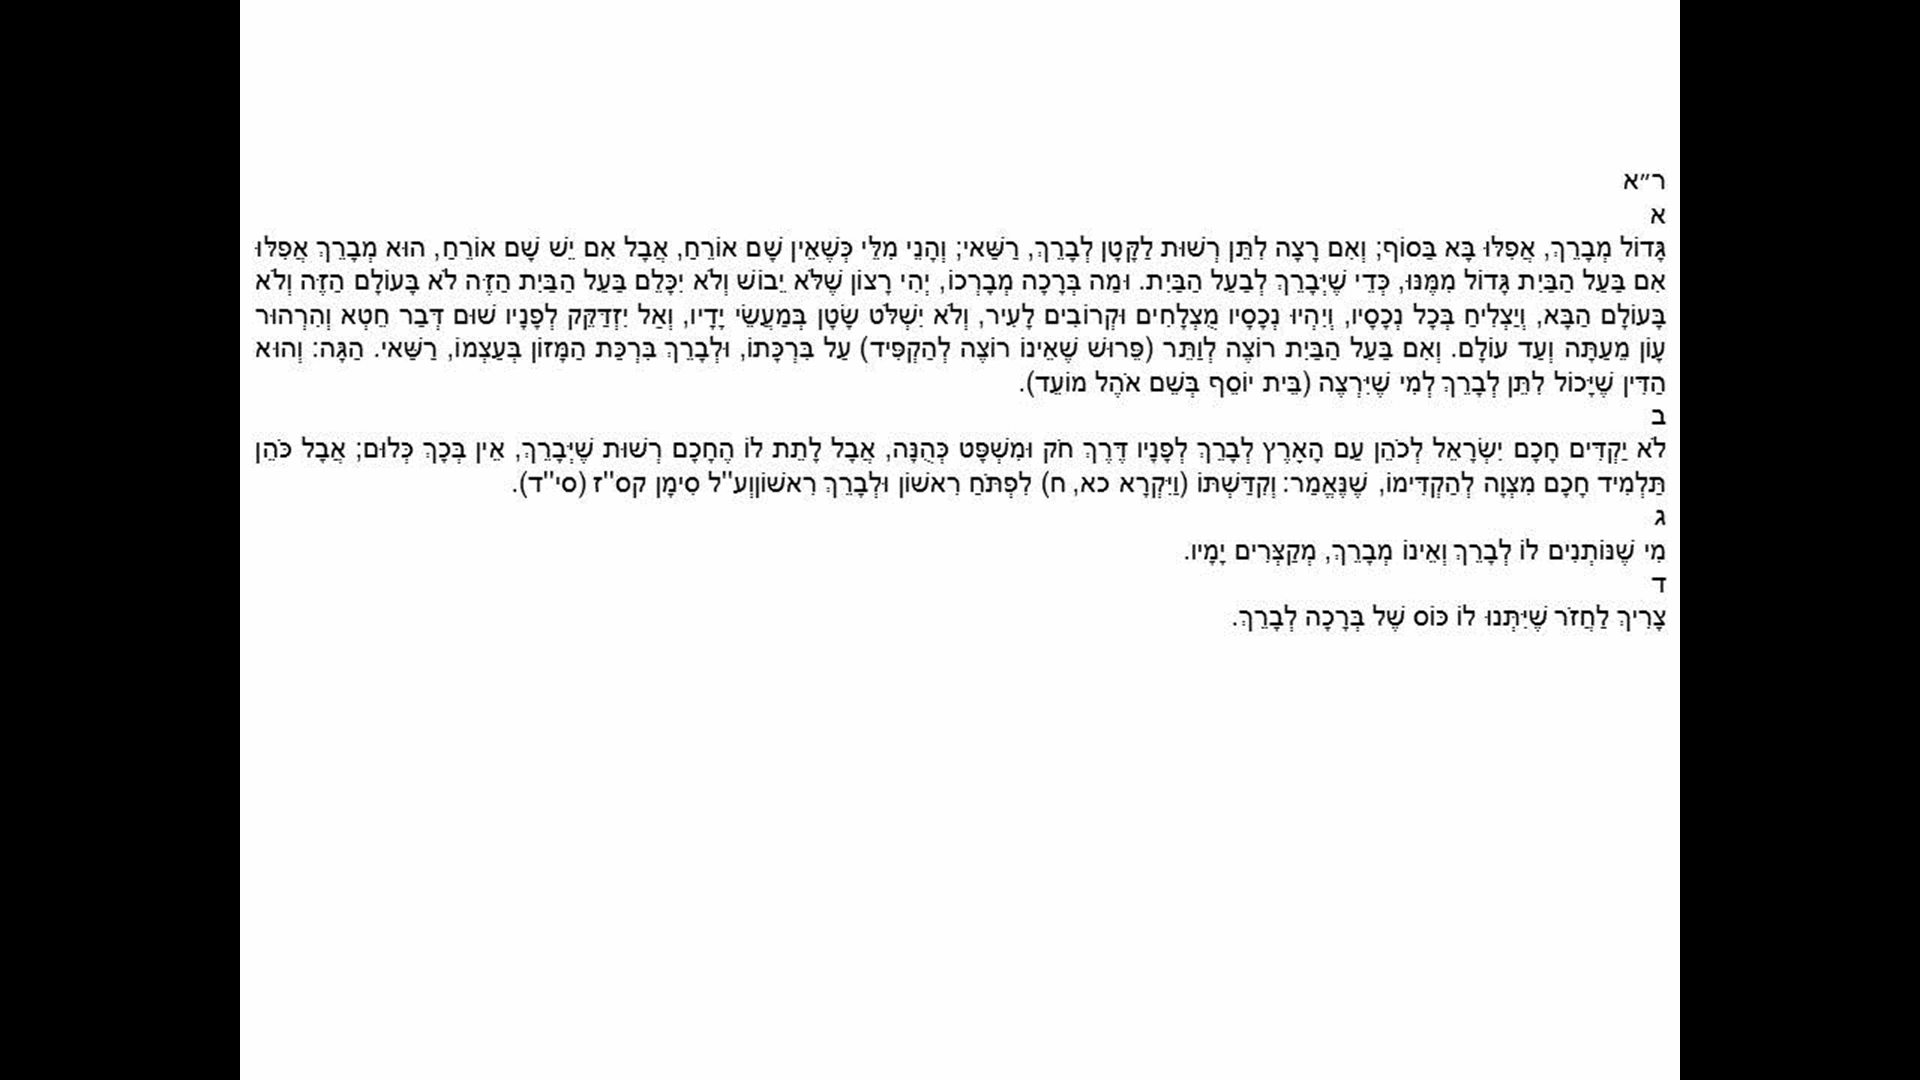 ר״א
א
גָּדוֹל מְבָרֵךְ, אֲפִלּוּ בָּא בַּסּוֹף; וְאִם רָצָה לִתֵּן רְשׁוּת לַקָּטָן לְבָרֵךְ, רַשַּׁאי; וְהָנֵי מִלֵּי כְּשֶׁאֵין שָׁם אוֹרֵחַ, אֲבָל אִם יֵשׁ שָׁם אוֹרֵחַ, הוּא מְבָרֵךְ אֲפִלּוּ
אִם בַּעַל הַבַּיִת גָּדוֹל מִמֶּנּוּ, כְּדֵי שֶׁיְּבָרֵךְ לְבַעַל הַבַּיִת. וּמַה בְּרָכָה מְבָרְכוֹ, יְהִי רָצוֹן שֶׁלֹּא יֵבוֹשׁ וְלֹא יִכָּלֵם בַּעַל הַבַּיִת הַזֶּה לֹא בָּעוֹלָם הַזֶּה וְלֹא
בָּעוֹלָם הַבָּא, וְיַצְלִיחַ בְּכָל נְכָסָיו, וְיִהְיוּ נְכָסָיו מֻצְלָחִים וּקְרוֹבִים לָעִיר, וְלֹא יִשְׁלֹט שָׂטָן בְּמַעֲשֵׂי יָדָיו, וְאַל יִזְדַּקֵּק לְפָנָיו שׁוּם דְּבַר חֵטְא וְהִרְהוּר
עָוֹן מֵעַתָּה וְעַד עוֹלָם. וְאִם בַּעַל הַבַּיִת רוֹצֶה לְוַתֵּר (פֵּרוּשׁ שֶׁאֵינוֹ רוֹצֶה לְהַקְפִּיד) עַל בִּרְכָּתוֹ, וּלְבָרֵךְ בִּרְכַּת הַמָּזוֹן בְּעַצְמוֹ, רַשַּׁאי. הַגָּה: וְהוּא
הַדִּין שֶׁיָּכוֹל לִתֵּן לְבָרֵךְ לְמִי שֶׁיִּרְצֶה (בֵּית יוֹסֵף בְּשֵׁם אֹהֶל מוֹעֵד).
ב
לֹא יַקְדִּים חָכָם יִשְׂרָאֵל לְכֹהֵן עַם הָאָרֶץ לְבָרֵךְ לְפָנָיו דֶּרֶךְ חֹק וּמִשְׁפָּט כְּהֻנָּה, אֲבָל לָתֵת לוֹ הֶחָכָם רְשׁוּת שֶׁיְּבָרֵךְ, אֵין בְּכָךְ כְּלוּם; אֲבָל כֹּהֵן
תַּלְמִיד חָכָם מִצְוָה לְהַקְדִּימוֹ, שֶׁנֶּאֱמַר: וְקִדַּשְׁתּוֹ (וַיִּקְרָא כא, ח) לִפְתֹּחַ רִאשׁוֹן וּלְבָרֵךְ רִאשׁוֹןוְע''ל סִימָן קס''ז (סי''ד).
ג
מִי שֶׁנּוֹתְנִים לוֹ לְבָרֵךְ וְאֵינוֹ מְבָרֵךְ, מְקַצְּרִים יָמָיו.
ד
צָרִיךְ לַחֲזֹר שֶׁיִּתְּנוּ לוֹ כּוֹס שֶׁל בְּרָכָה לְבָרֵךְ.